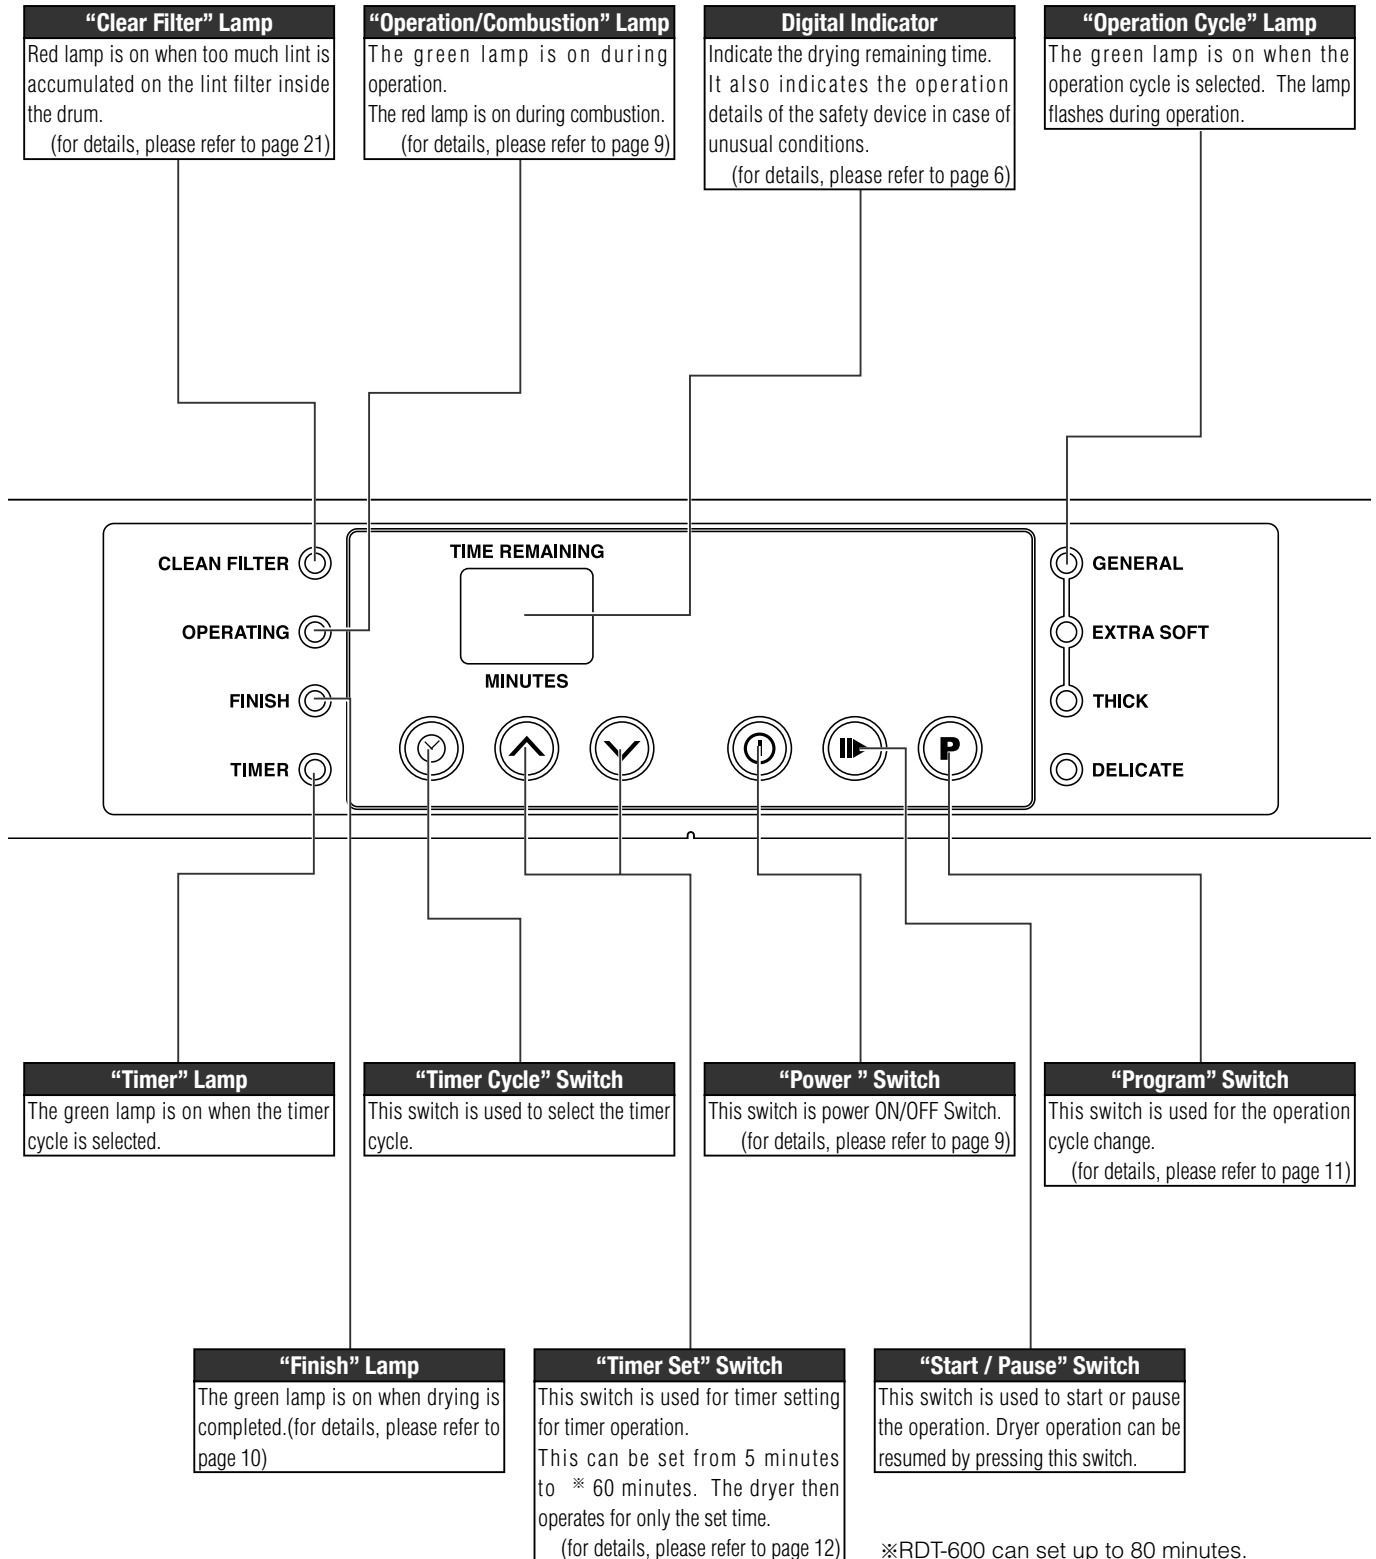 “Clear Filter” Lamp
Red lamp is on when too much lint is
accumulated on the lint filter inside
the drum.
(for details, please refer to page 21)
“Operation/Combustion” Lamp
The green lamp is on during
operation.
The red lamp is on during combustion.
(for details, please refer to page 9)
Digital Indicator
Indicate the drying remaining time.
It also indicates the operation
details of the safety device in case of
unusual conditions.
(for details, please refer to page 6)
“Operation Cycle” Lamp
The green lamp is on when the
operation cycle is selected. The lamp
flashes during operation.
CLEAN FILTER
OPERATING
FINISH
TIMER
TIME REMAINING
MINUTES
P
GENERAL
EXTRA SOFT
THICK
DELICATE
“Timer” Lamp
The green lamp is on when the timer
cycle is selected.
“Timer Cycle” Switch
This switch is used to select the timer
cycle.
“Power ” Switch
This switch is power ON/OFF Switch.
(for details, please refer to page 9)
“Program” Switch
This switch is used for the operation
cycle change.
(for details, please refer to page 11)
“Finish” Lamp
The green lamp is on when drying is
completed.(for details, please refer to
page 10)
“Timer Set” Switch
This switch is used for timer setting
for timer operation.
This can be set from 5 minutes
to ※ 60 minutes. The dryer then
operates for only the set time.
(for details, please refer to page 12)
“Start / Pause” Switch
This switch is used to start or pause
the operation. Dryer operation can be
resumed by pressing this switch.
※RDT-600 can set up to 80 minutes.